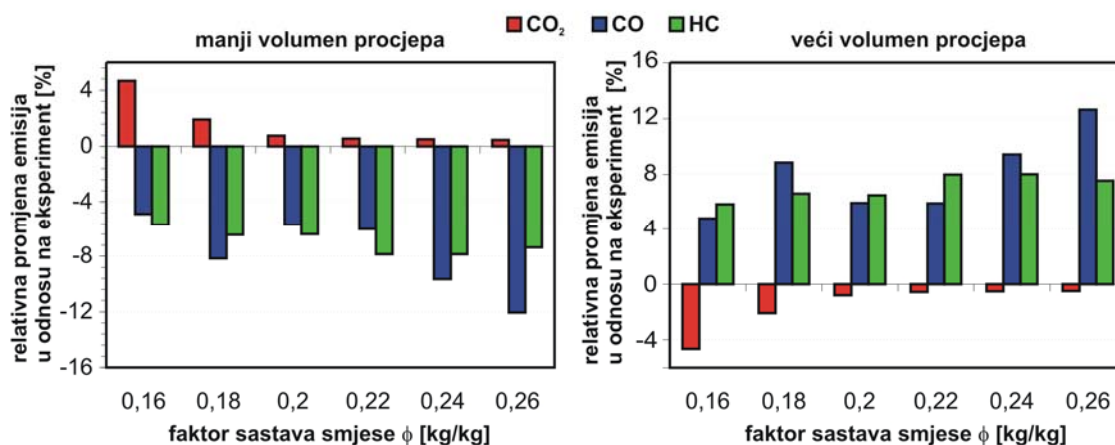 CO₂ CO HC
manji volumen procjepa
relativna promjena emisija
u odnosu na eksperiment [%]
4
0
-4
-8
-12
-16
0,16 0,18 0,2 0,22 0,24 0,26
faktor sastava smjese ϕ [kg/kg]
veći volumen procjepa
relativna promjena emisija
u odnosu na eksperiment [%]
16
12
8
4
0
-4
0,16 0,18 0,2 0,22 0,24 0,26
faktor sastava smjese ϕ [kg/kg]